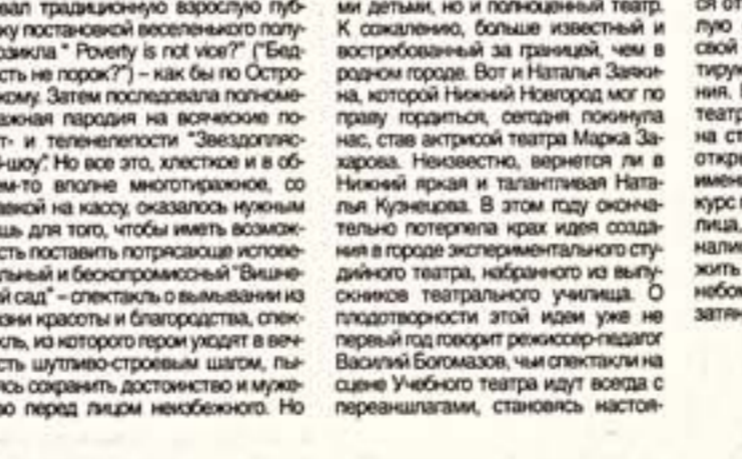 вал традиционную взрослую пуб-
ку постановкой веселенького полу-
озикла " Poverty is not vice?" ("Бед-
сть не порок?") – как бы по Остро-
кому. Затем последовала полноме-
ажная пародия на всяческие по-
т- и теленелепости "Звездопляс-
-шоу". Но все это, хлесткое и в об-
ем-то вполне многотиражное, со
авкой на кассу, оказалось нужным
шь для того, чтобы иметь возмож-
сть поставить потрясающе испове-
льный и бескопромиссный "Вишне-
й сад" – спектакль о вымывании из
зни красоты и благородства, спек-
кль, из которого герои уходят в веч-
сть шутливо-строевым шагом, пы-
ясь сохранить достоинство и муже-
во перед лицом неизбежного. Но
ми детьми, но и полноценный театр.
К сожалению, больше известный и
востребованный за границей, чем в
родном городе. Вот и Наталья Заяки-
на, которой Нижний Новгород мог по
праву гордиться, сегодня покинула
нас, став актрисой театра Марка За-
харова. Неизвестно, вернется ли в
Нижний яркая и талантливая Ната-
лья Кузнецова. В этом году оконча-
тельно потерпела крах идея созда-
ния в городе экспериментального сту-
дийного театра, набранного из выпу-
скников театрального училища. О
плодотворности этой идеи уже не
первый год говорит режиссер-педагог
Василий Богомазов, чьи спектакли на
сцене Учебного театра идут всегда с
переаншлагами, становясь настоя-
ся от
лую
свой
тирую
ния.
театр
на ст
откры
имен
курс
лица.
нали
жить
небо
затян